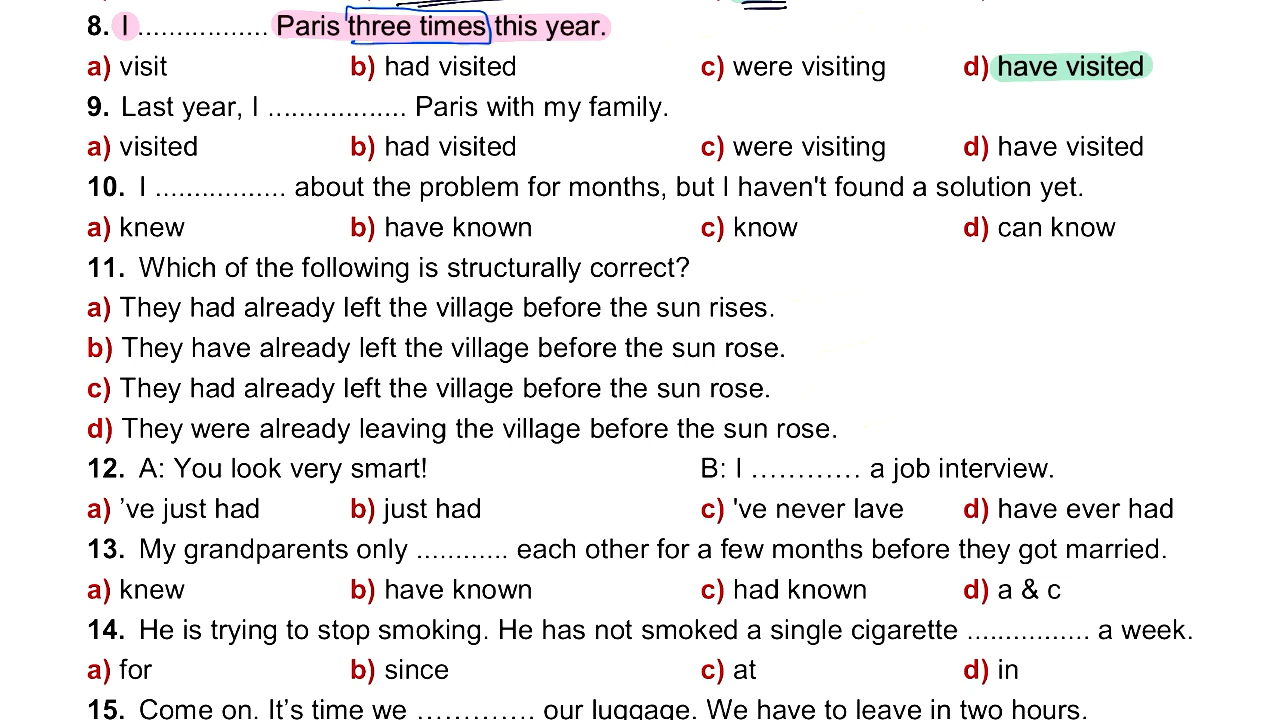 8. I ................. Paris three times this year.
a) visit b) had visited c) were visiting d) have visited
9. Last year, I .................. Paris with my family.
a) visited b) had visited c) were visiting d) have visited
10. I ................. about the problem for months, but I haven't found a solution yet.
a) knew b) have known c) know d) can know
11. Which of the following is structurally correct?
a) They had already left the village before the sun rises.
b) They have already left the village before the sun rose.
c) They had already left the village before the sun rose.
d) They were already leaving the village before the sun rose.
12. A: You look very smart! B: I ………… a job interview.
a) ’ve just had b) just had c) 've never lave d) have ever had
13. My grandparents only ............ each other for a few months before they got married.
a) knew b) have known c) had known d) a & c
14. He is trying to stop smoking. He has not smoked a single cigarette ................ a week.
a) for b) since c) at d) in
15. Come on. It’s time we …………. our luggage. We have to leave in two hours.